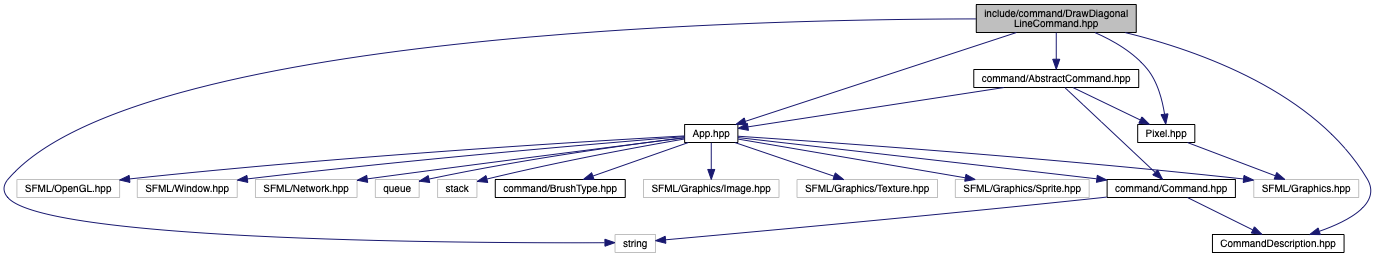 include/command/DrawDiagonal
LineCommand.hpp
command/AbstractCommand.hpp
App.hpp
Pixel.hpp
SFML/OpenGL.hpp
SFML/Window.hpp
SFML/Network.hpp
queue
stack
command/BrushType.hpp
SFML/Graphics/Image.hpp
SFML/Graphics/Texture.hpp
SFML/Graphics/Sprite.hpp
command/Command.hpp
SFML/Graphics.hpp
string
CommandDescription.hpp